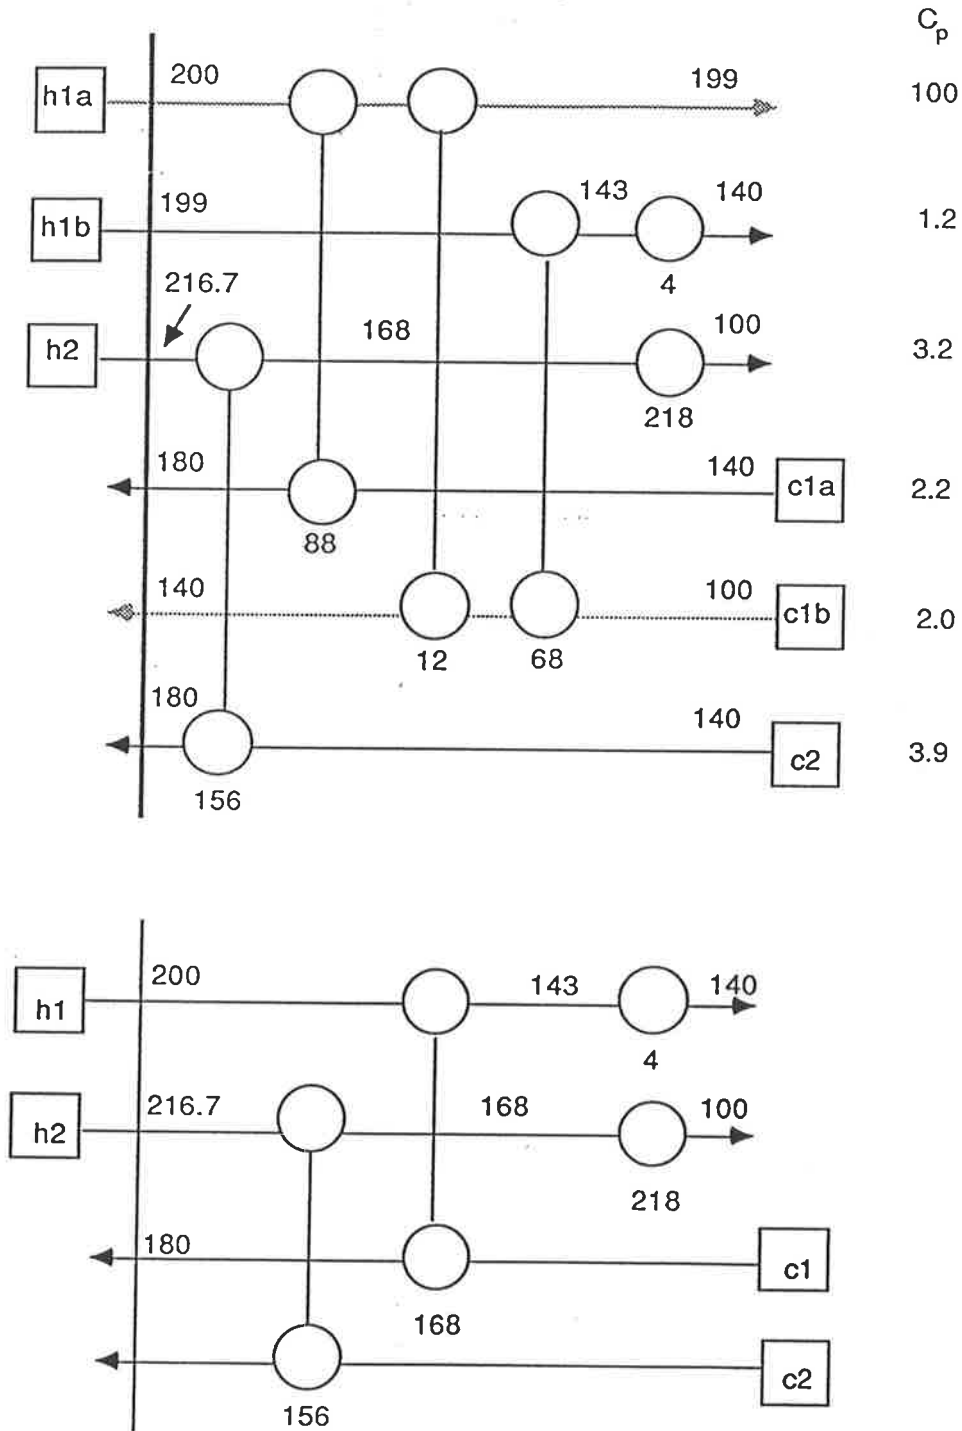 Cp
h1a 200 199 100
h1b 199 143 140 1.2
4
216.7
h2 168 100 3.2
218
180 140 c1a 2.2
88
140 100 c1b 2.0
12 68
180 140 c2 3.9
156
h1 200 143 140
4
h2 216.7 168 100
218
180 c1
168
c2
156